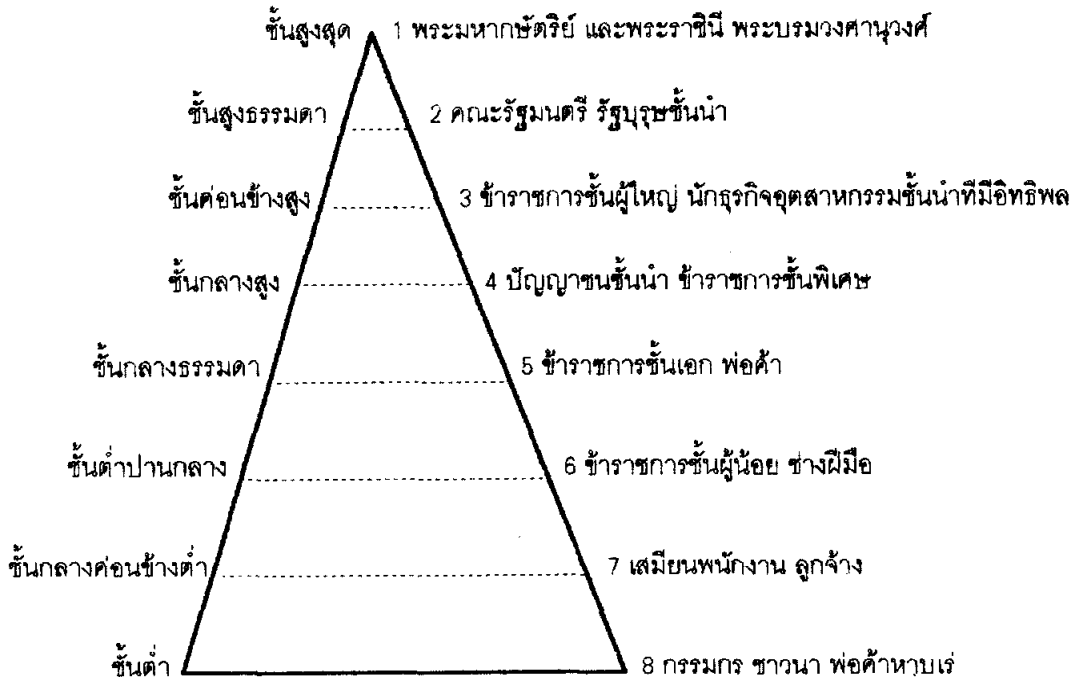 ชั้นสูงสุด 1 พระมหากษัตริย์ และพระราชินี พระบรมวงศานุวงศ์
ชั้นสูงธรรมดา 2 คณะรัฐมนตรี รัฐบุรุษชั้นนำ
ชั้นค่อนข้างสูง 3 ข้าราชการชั้นผู้ใหญ่ นักธุรกิจอุตสาหกรรมชั้นนำที่มีอิทธิพล
ชั้นกลางสูง 4 ปัญญาชนชั้นนำ ข้าราชการชั้นพิเศษ
ชั้นกลางธรรมดา 5 ข้าราชการชั้นเอก พ่อค้า
ชั้นต่ำปานกลาง 6 ข้าราชการชั้นผู้น้อย ช่างฝีมือ
ชั้นกลางค่อนข้างต่ำ 7 เสมียนพนักงาน ลูกจ้าง
ชั้นต่ำ 8 กรรมกร ชาวนา พ่อค้าหาบเร่